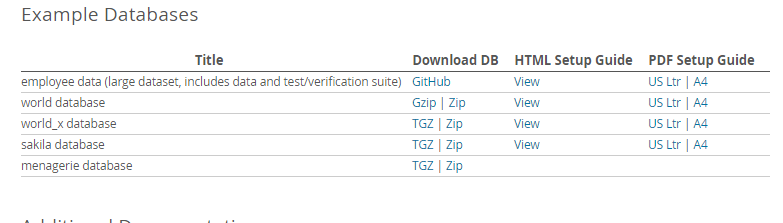 Example Databases
Title Download DB HTML Setup Guide PDF Setup Guide
employee data (large dataset, includes data and test/verification suite) GitHub View US Ltr | A4
world database Gzip | Zip View US Ltr | A4
world_x database TGZ | Zip View US Ltr | A4
sakila database TGZ | Zip View US Ltr | A4
menagerie database TGZ | Zip